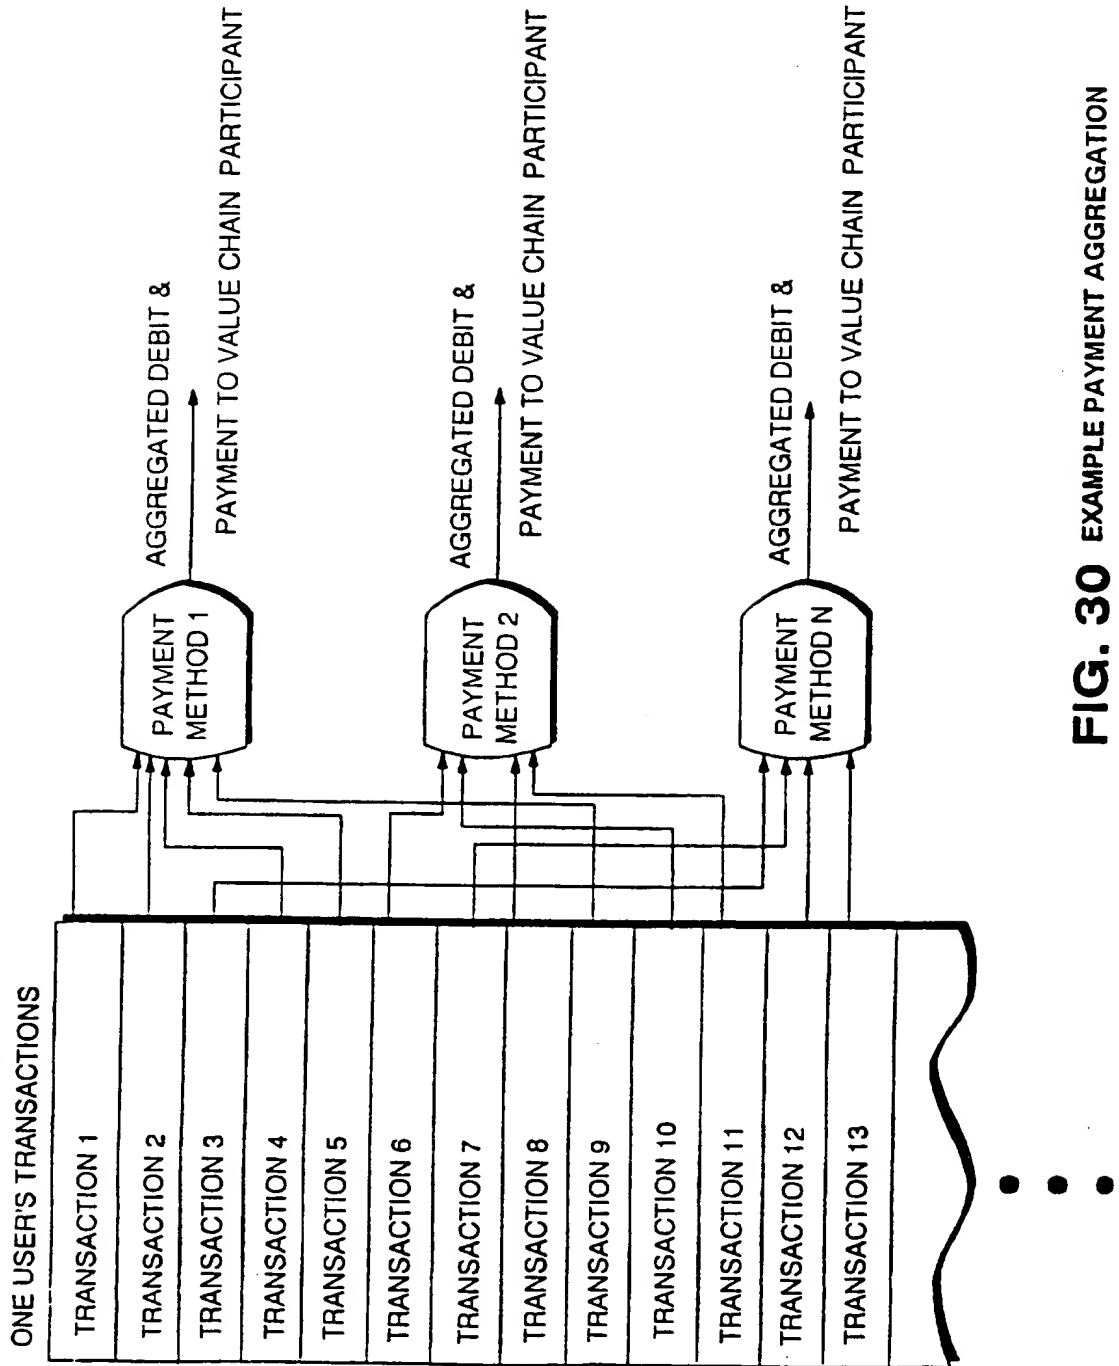 ONE USER'S TRANSACTIONS
TRANSACTION 1
TRANSACTION 2
TRANSACTION 3
TRANSACTION 4
TRANSACTION 5
TRANSACTION 6
TRANSACTION 7
TRANSACTION 8
TRANSACTION 9
TRANSACTION 10
TRANSACTION 11
TRANSACTION 12
TRANSACTION 13
PAYMENT
METHOD 1
AGGREGATED DEBIT &
PAYMENT TO VALUE CHAIN PARTICIPANT
PAYMENT
METHOD 2
AGGREGATED DEBIT &
PAYMENT TO VALUE CHAIN PARTICIPANT
PAYMENT
METHOD N
AGGREGATED DEBIT &
PAYMENT TO VALUE CHAIN PARTICIPANT
FIG. 30 EXAMPLE PAYMENT AGGREGATION